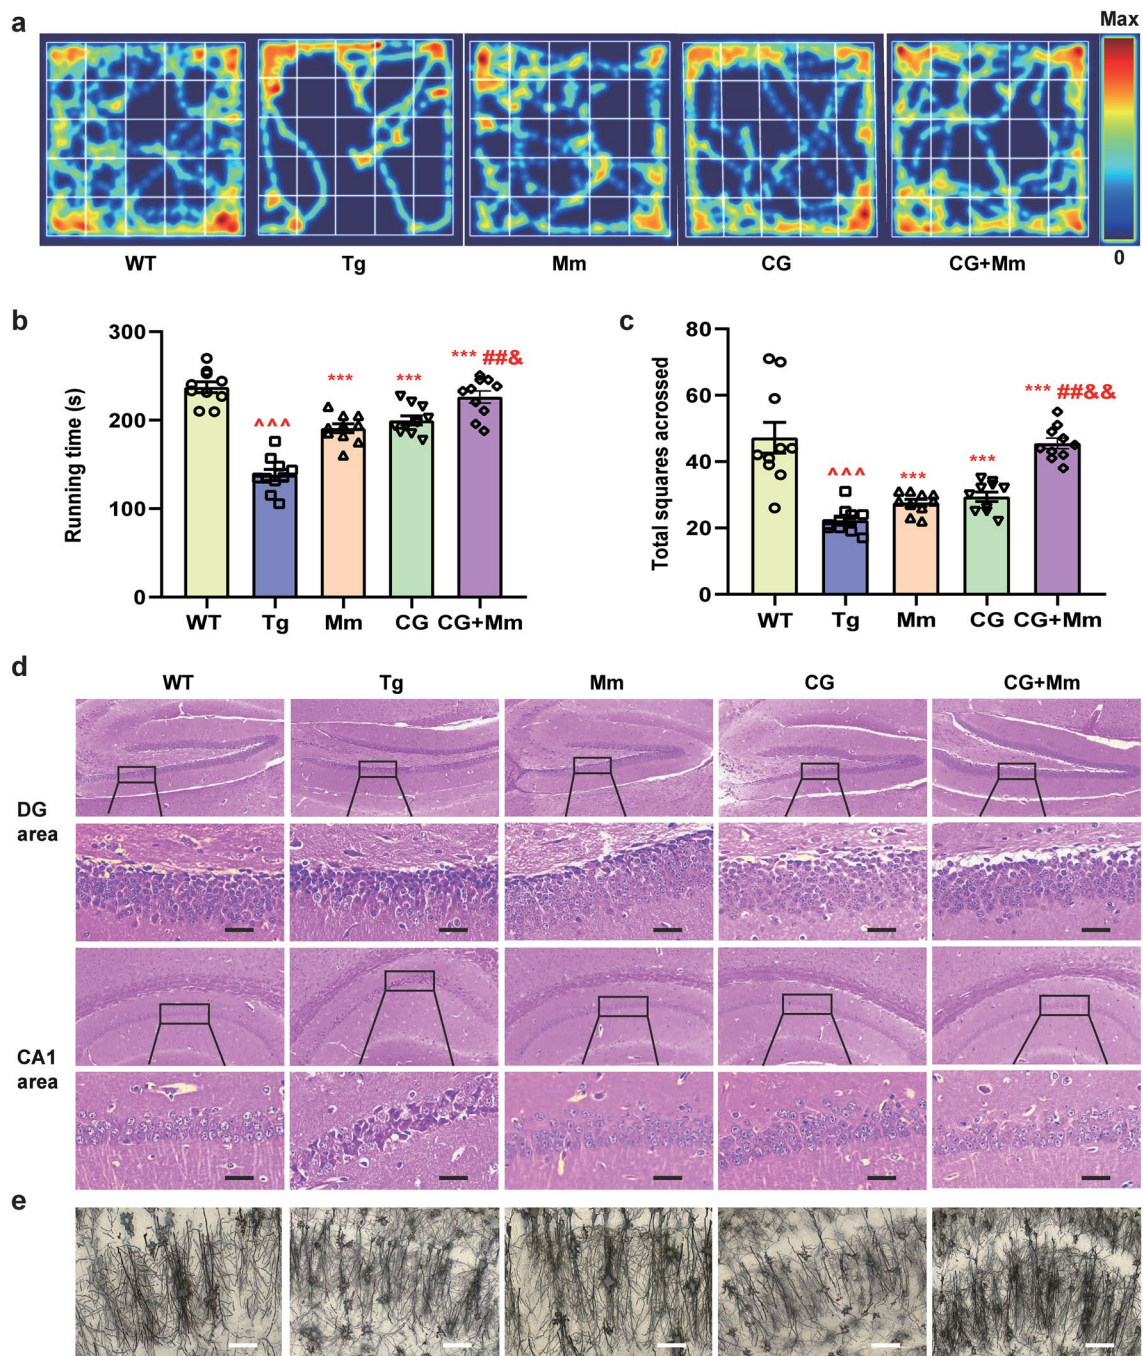 a
Max
WT Tg Mm CG CG+Mm
0
b
Running time (s)
300
200
100
0
^^^
***
***
*** ##&
WT Tg Mm CG CG+Mm
c
Total squares acrossed
80
60
40
20
0
^^^
***
***
*** ##&&
WT Tg Mm CG CG+Mm
d
WT Tg Mm CG CG+Mm
DG
area
CA1
area
e